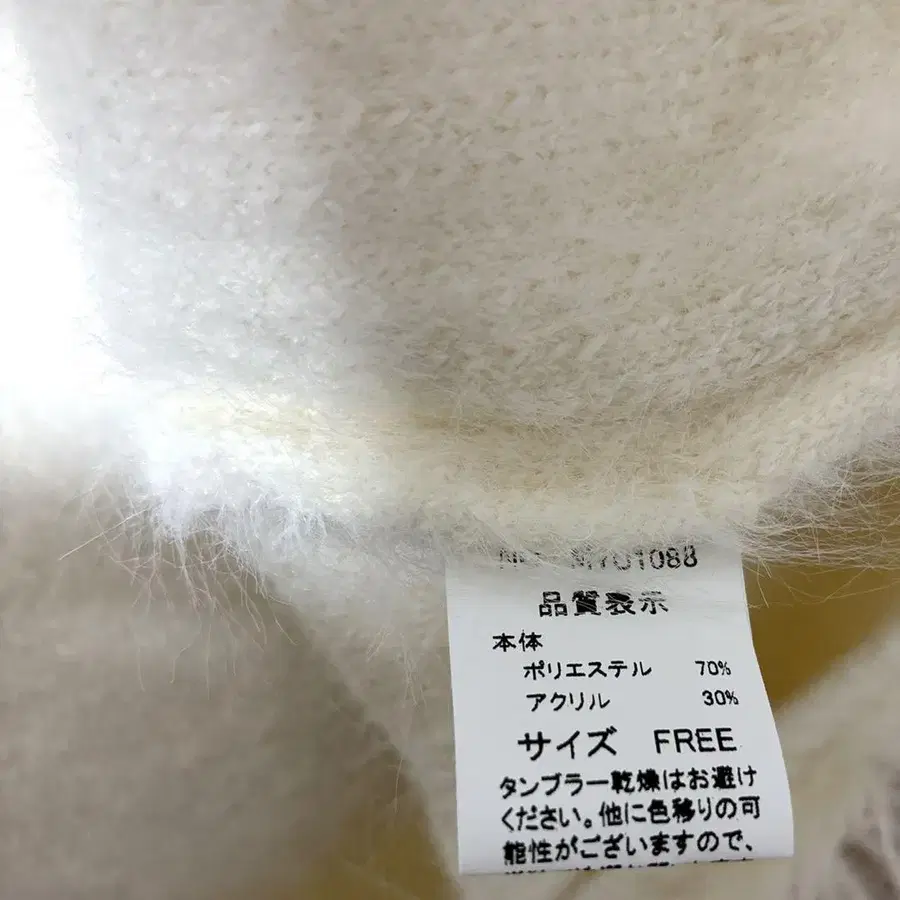 品質表示
本体
ポリエステル 70%
アクリル 30%
サイズ FREE
タンブラー乾燥はお避け
ください。他に色移りの可
能性がございますので、